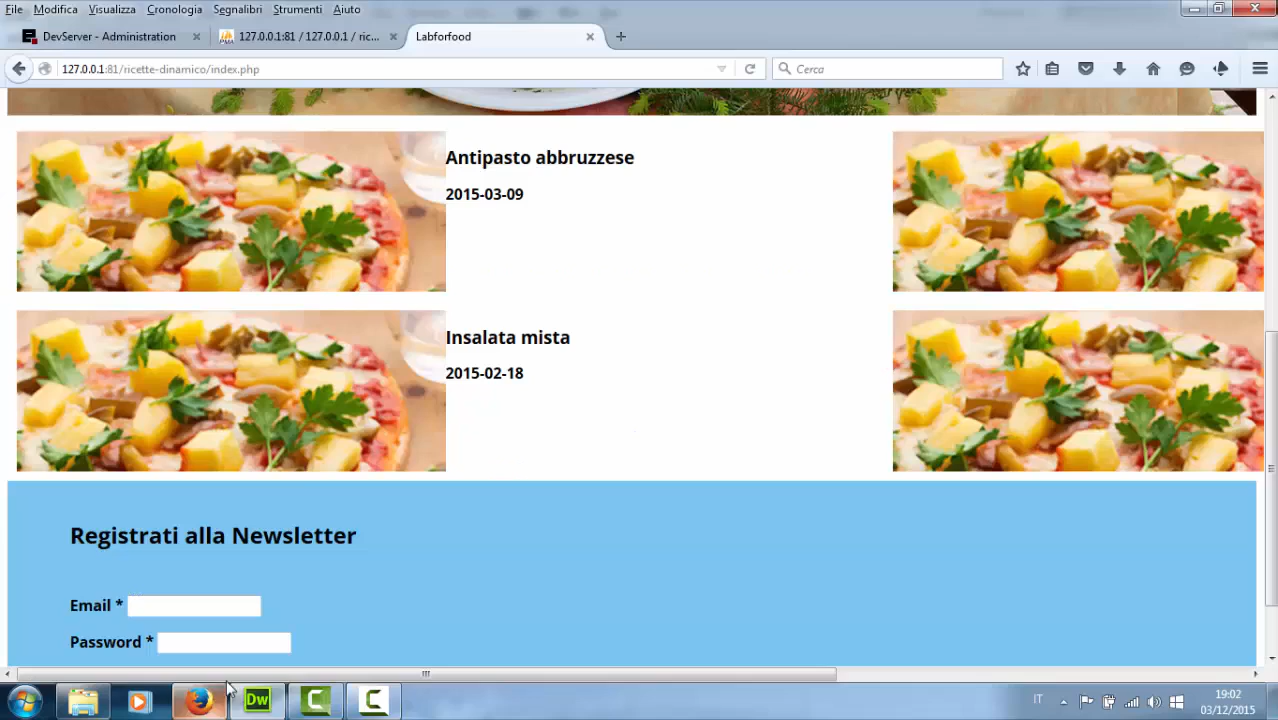 File Modifica Visualizza Cronologia Segnalibri Strumenti Aiuto
DevServer - Administration 127.0.0.1:81 / 127.0.0.1 / ric... Labforfood
127.0.0.1:81/ricette-dinamico/index.php Cerca
Antipasto abbruzzese
2015-03-09
Insalata mista
2015-02-18
Registrati alla Newsletter
Email *
Password *
Dw C C IT 19:02
03/12/2015